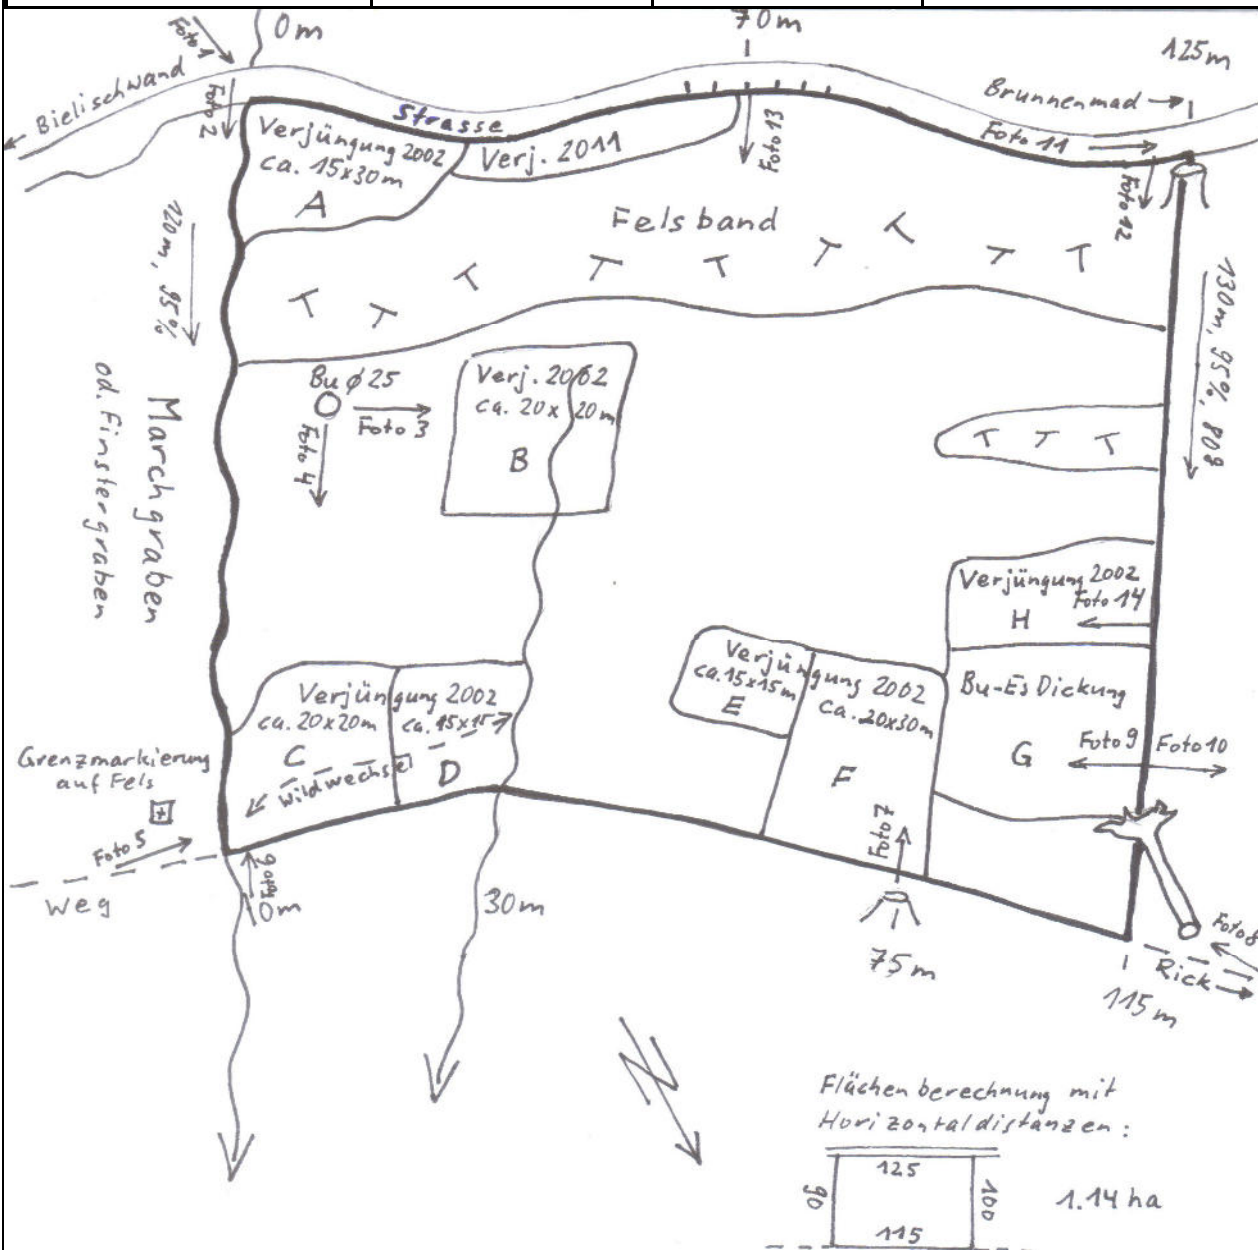 0m
70m
125m
Foto 1
Bielischwand
Foto 2
Strasse
Brunnenmad
Foto 11
Foto 12
Foto 13
Verjüngung 2002
ca. 15x30m
A
Verj. 2011
Felsband
120m, 95%
130m, 95%, 80g
Marchgraben
od. Finstergraben
Bu ø 25
Foto 3
Foto 4
Verj. 2002
ca. 20x20m
B
Verjüngung 2002
Foto 14
H
Verjüngung 2002
ca. 20x20m
ca. 15x15
C
D
Wildwechsel
Verjüngung 2002
ca. 15x15m
ca. 20x30m
E
F
Bu-Es Dickung
G
Foto 9
Foto 10
Grenzmarkierung
auf Fels
Foto 5
Weg
Foto 6
0m
30m
Foto 7
75m
Foto 8
Rick
115m
Flächenberechnung mit
Horizontaldistanzen:
125
90
100
115
1.14 ha